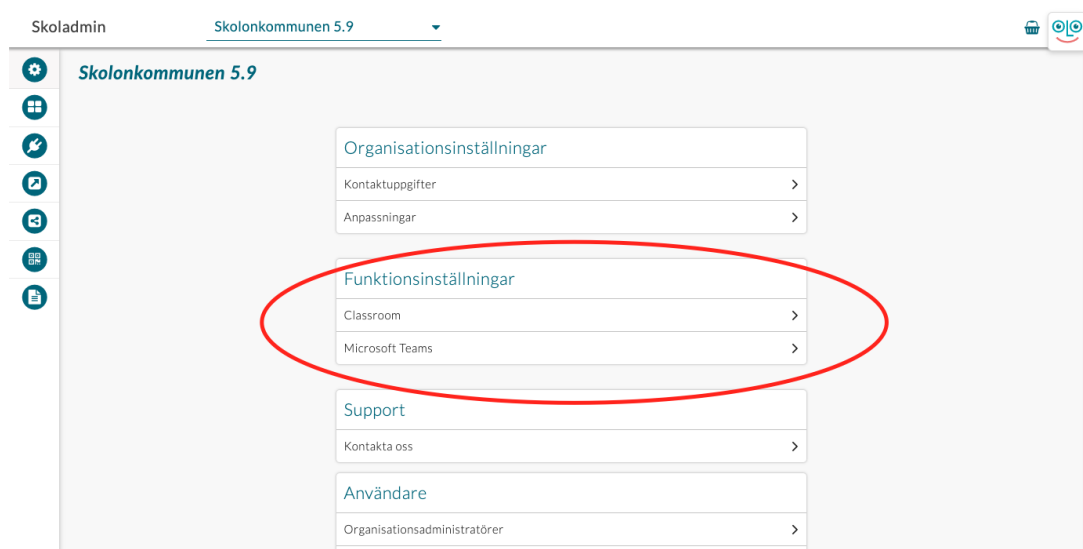 Skoladmin
Skolonkommunen 5.9
Skolonkommunen 5.9
Organisationsinställningar
Kontaktuppgifter
Anpassningar
Funktionsinställningar
Classroom
Microsoft Teams
Support
Kontakta oss
Användare
Organisationsadministratörer